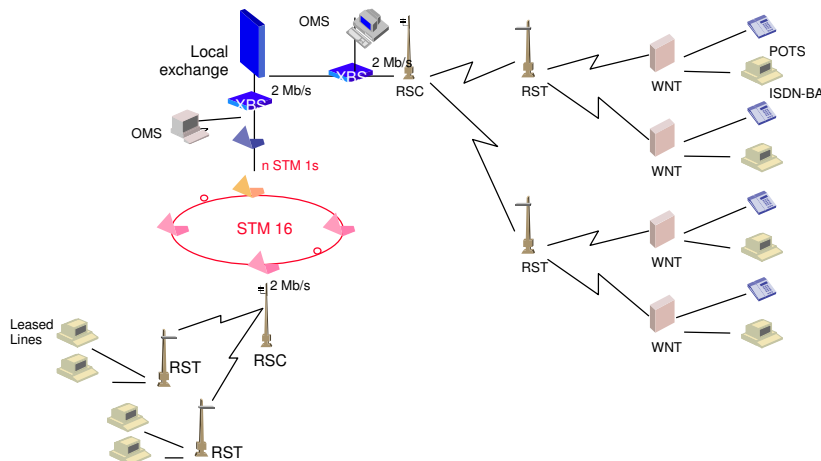 OMS
Local
exchange
2 Mb/s
XBS
RSC
RST
WNT
POTS
ISDN-BA
2 Mb/s
XBS
OMS
WNT
n STM 1s
STM 16
RST
WNT
2 Mb/s
WNT
Leased
Lines
RST
RSC
RST